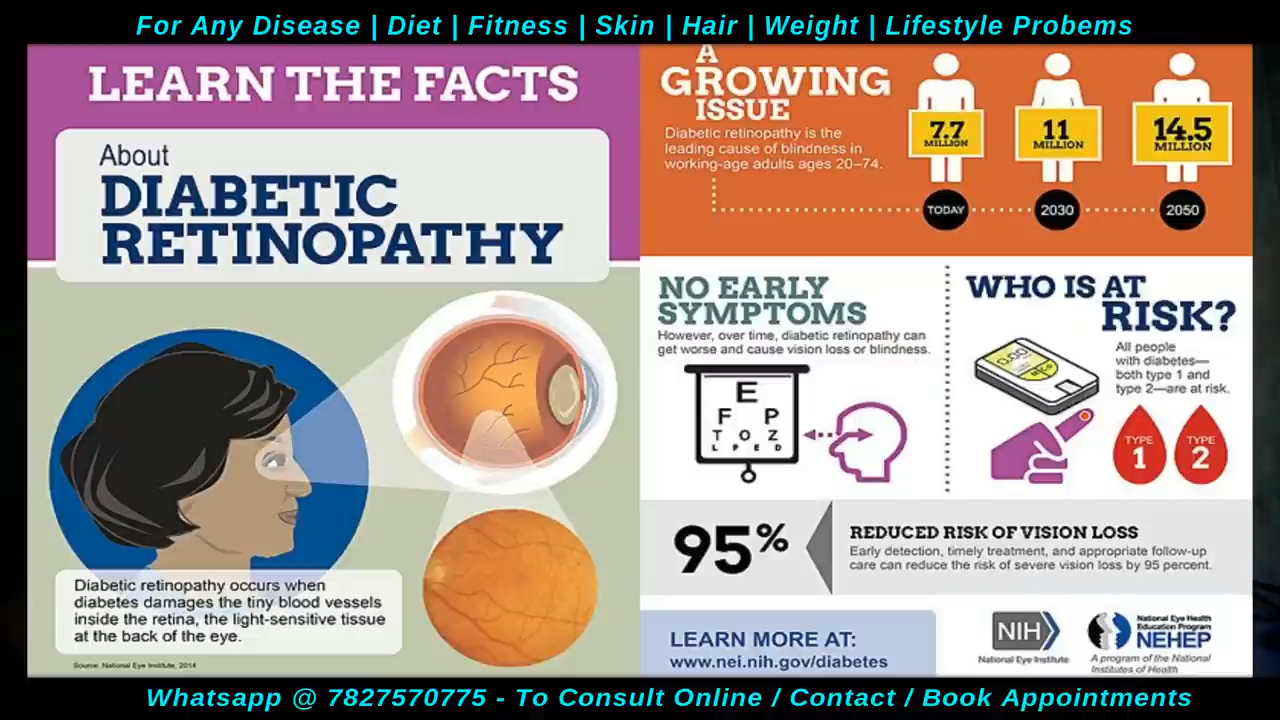 For Any Disease | Diet | Fitness | Skin | Hair | Weight | Lifestyle Probems
LEARN THE FACTS
About
DIABETIC
RETINOPATHY
Diabetic retinopathy occurs when
diabetes damages the tiny blood vessels
inside the retina, the light-sensitive tissue
at the back of the eye.
Source: National Eye Institute, 2014
A
GROWING
ISSUE
Diabetic retinopathy is the
leading cause of blindness in
working-age adults ages 20–74.
7.7
MILLION
11
MILLION
14.5
MILLION
TODAY
2030
2050
NO EARLY
SYMPTOMS
However, over time, diabetic retinopathy can
get worse and cause vision loss or blindness.
E
F P
T O Z
L P E D
WHO IS AT
RISK?
All people
with diabetes—
both type 1 and
type 2—are at risk.
TYPE
1
TYPE
2
95%
REDUCED RISK OF VISION LOSS
Early detection, timely treatment, and appropriate follow-up
care can reduce the risk of severe vision loss by 95 percent.
LEARN MORE AT:
www.nei.nih.gov/diabetes
NIH
National Eye Institute
National Eye Health
Education Program
NEHEP
A program of the National
Institutes of Health
Whatsapp @ 7827570775 - To Consult Online / Contact / Book Appointments